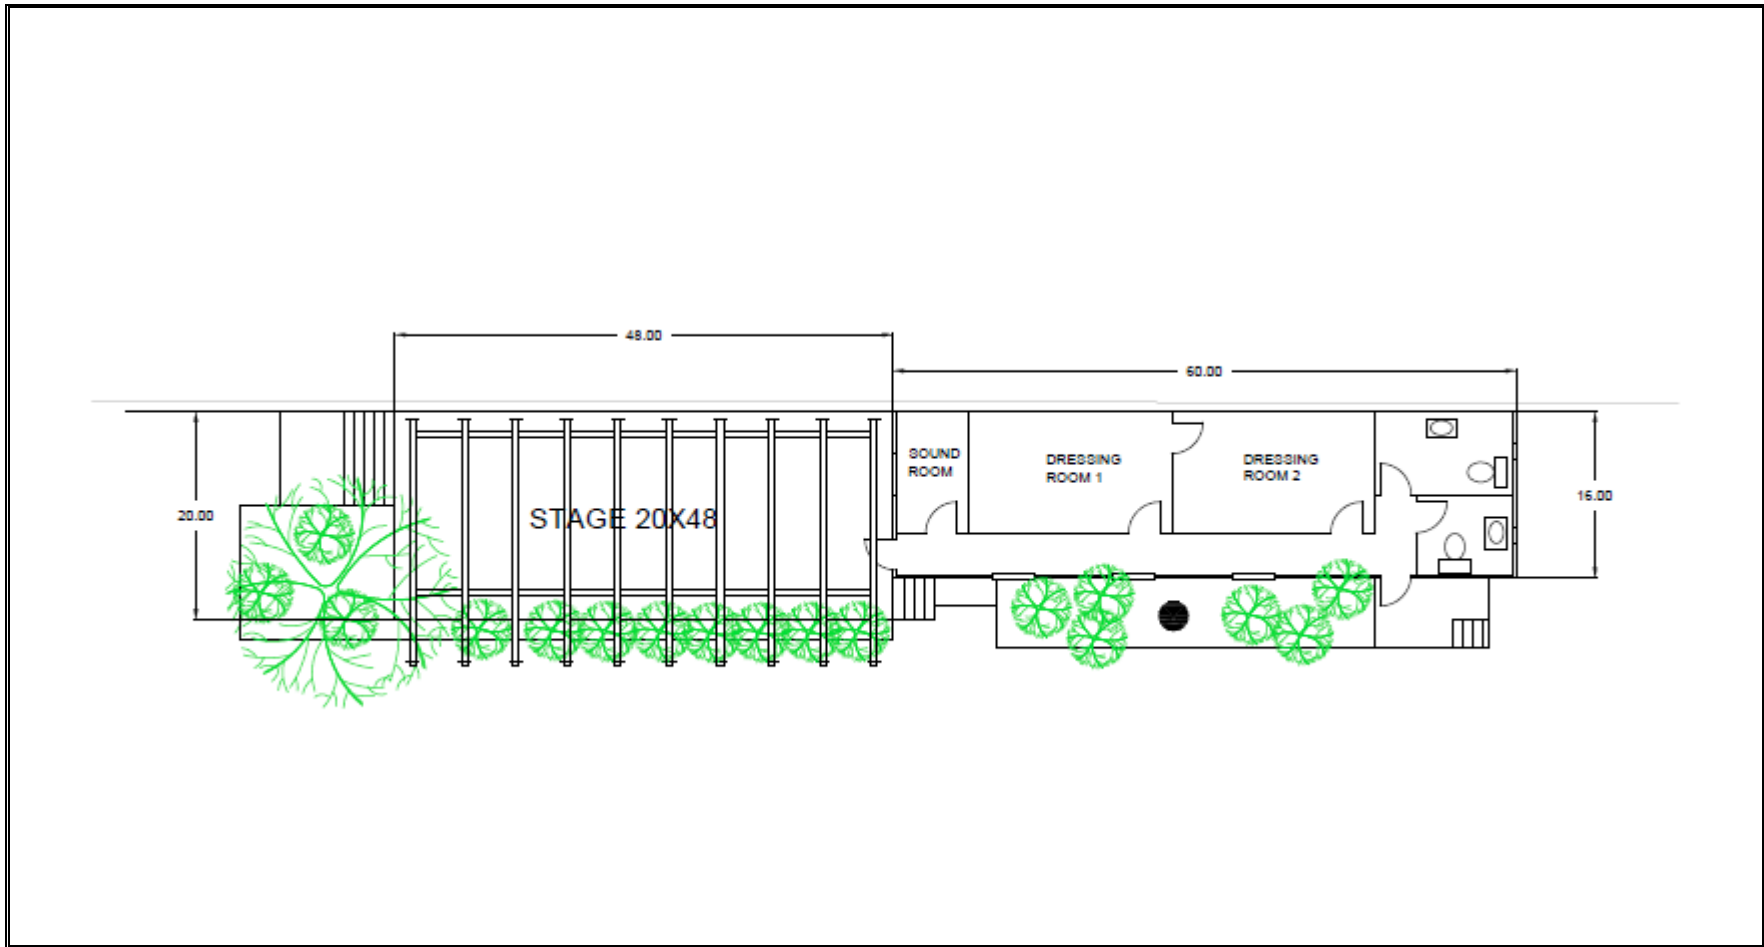 48.00
60.00
SOUND
ROOM
DRESSING
ROOM 1
DRESSING
ROOM 2
20.00
16.00
STAGE 20X48